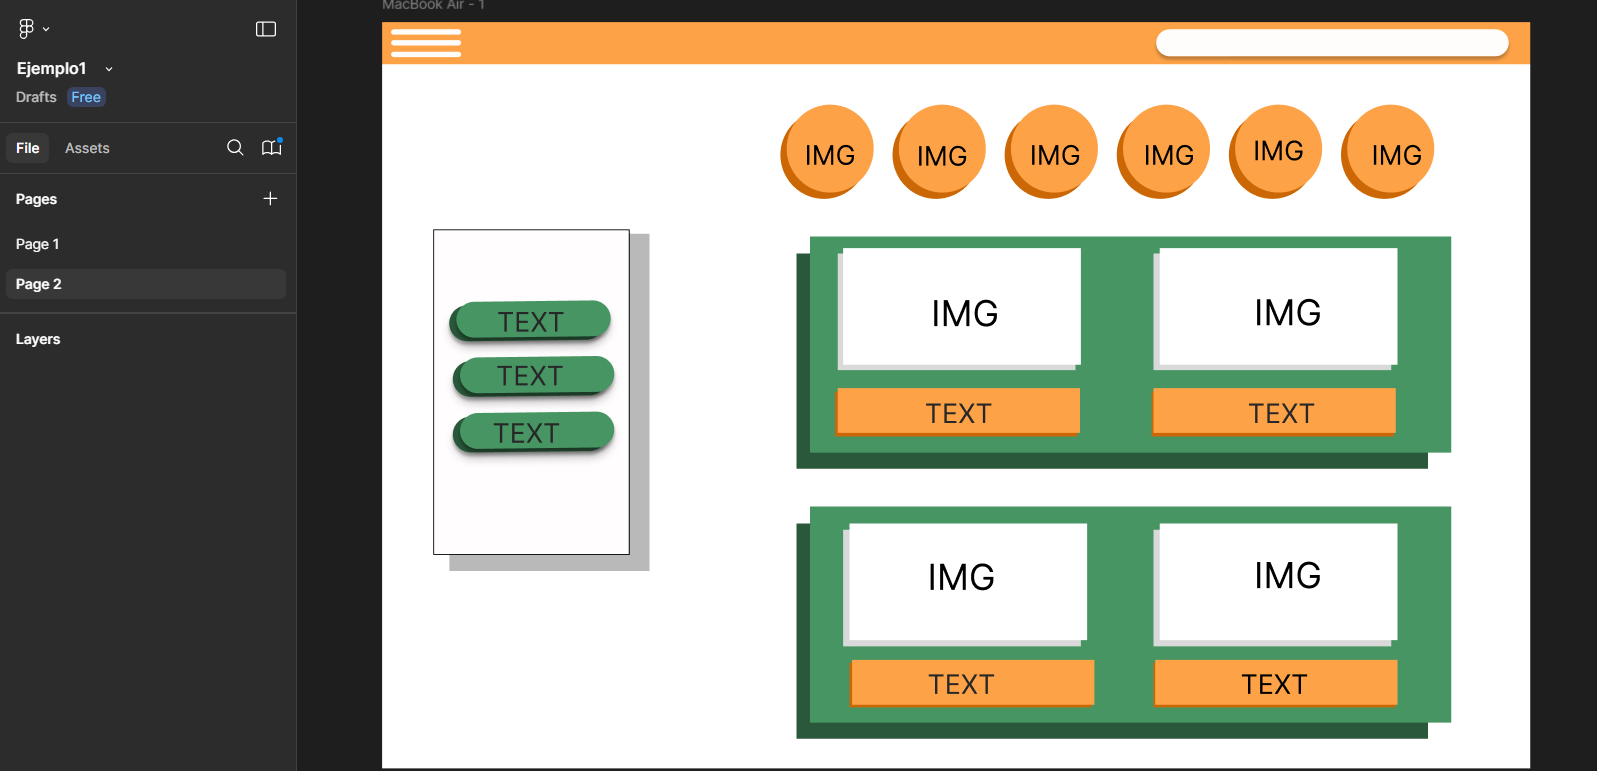 MacBook Air - 1
Ejemplo1
Drafts Free
File Assets
Pages
Page 1
Page 2
Layers
IMG IMG IMG IMG IMG IMG
TEXT
TEXT
TEXT
IMG IMG
TEXT TEXT
IMG IMG
TEXT TEXT